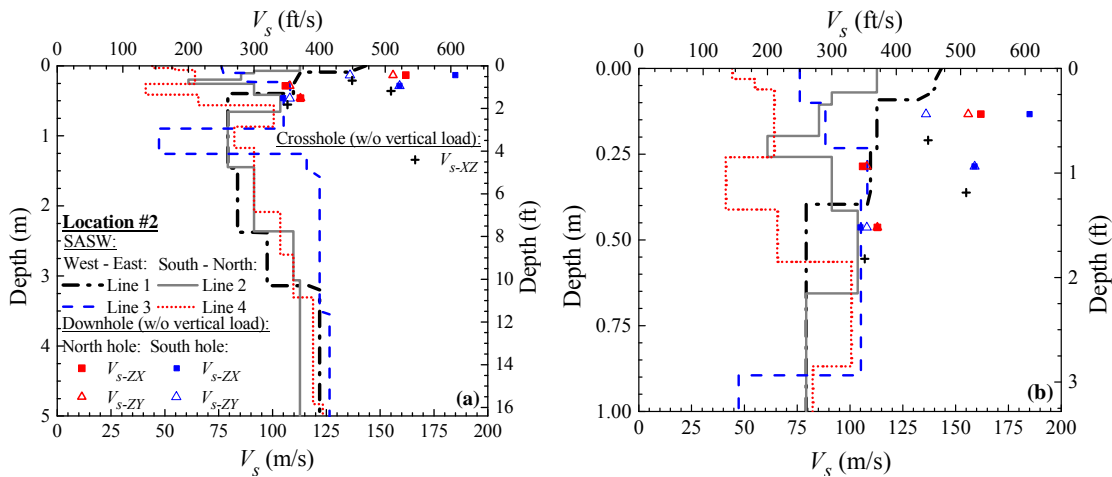 V_s (ft/s)
0 100 200 300 400 500 600
0
1
2
3
4
5
Depth (m)
0
2
4
6
8
10
12
14
16
Depth (ft)
Crosshole (w/o vertical load):
V_s-XZ
Location #2
SASW:
West - East: South - North:
Line 1 Line 2
Line 3 Line 4
Downhole (w/o vertical load):
North hole: South hole:
V_s-ZX V_s-ZX
V_s-ZY V_s-ZY
(a)
0 25 50 75 100 125 150 175 200
V_s (m/s)
V_s (ft/s)
0 100 200 300 400 500 600
0.00
0.25
0.50
0.75
1.00
Depth (m)
0
1
2
3
Depth (ft)
(b)
0 25 50 75 100 125 150 175 200
V_s (m/s)